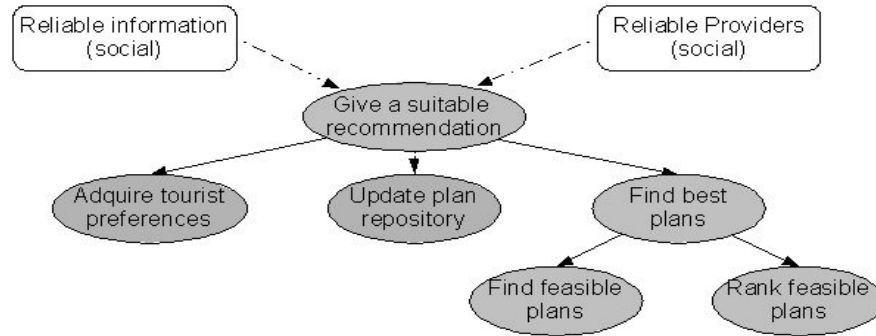 Reliable information
(social)
Reliable Providers
(social)
Give a suitable
recommendation
Adquire tourist
preferences
Update plan
repository
Find best
plans
Find feasible
plans
Rank feasible
plans